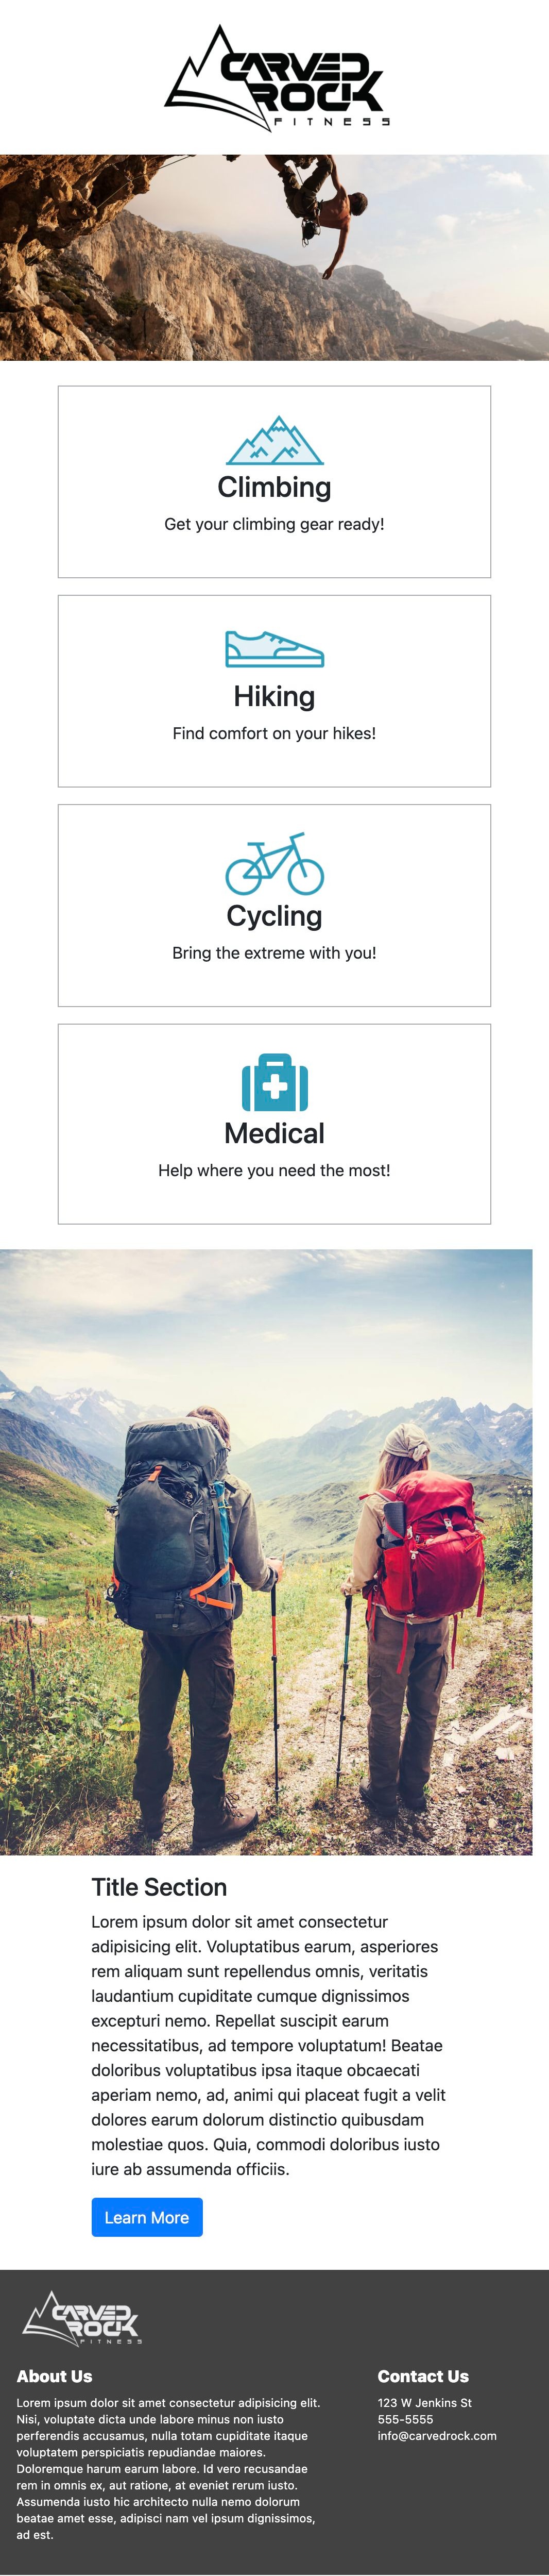 CARVED
ROCK
FITNESS
Climbing
Get your climbing gear ready!
Hiking
Find comfort on your hikes!
Cycling
Bring the extreme with you!
Medical
Help where you need the most!
Title Section
Lorem ipsum dolor sit amet consectetur
adipisicing elit. Voluptatibus earum, asperiores
rem aliquam sunt repellendus omnis, veritatis
laudantium cupiditate cumque dignissimos
excepturi nemo. Repellat suscipit earum
necessitatibus, ad tempore voluptatum! Beatae
doloribus voluptatibus ipsa itaque obcaecati
aperiam nemo, ad, animi qui placeat fugit a velit
dolores earum dolorum distinctio quibusdam
molestiae quos. Quia, commodi doloribus iusto
iure ab assumenda officiis.
Learn More
CARVED
ROCK
FITNESS
About Us
Lorem ipsum dolor sit amet consectetur adipisicing elit.
Nisi, voluptate dicta unde labore minus non iusto
perferendis accusamus, nulla totam cupiditate itaque
voluptatem perspiciatis repudiandae maiores.
Doloremque harum earum labore. Id vero recusandae
rem in omnis ex, aut ratione, at eveniet rerum iusto.
Assumenda iusto hic architecto nulla nemo dolorum
beatae amet esse, adipisci nam vel ipsum dignissimos,
ad est.
Contact Us
123 W Jenkins St
555-5555
info@carvedrock.com